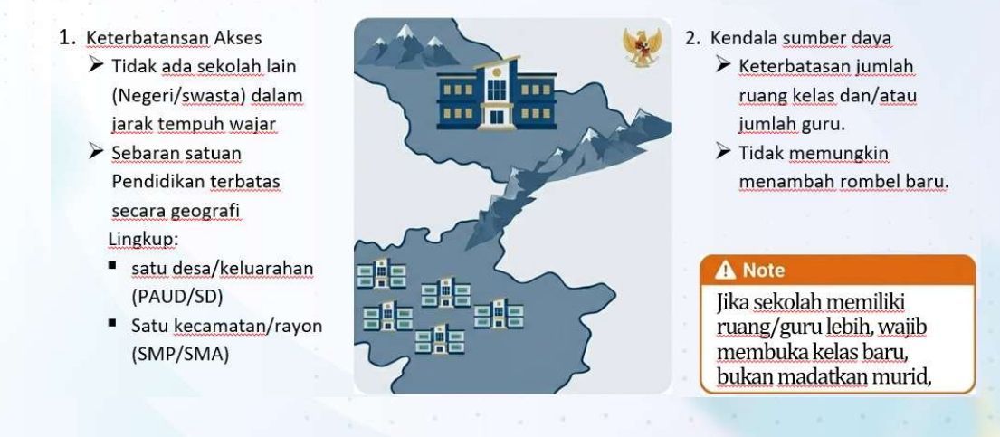 1. Keterbatansan Akses
➤ Tidak ada sekolah lain
(Negeri/swasta) dalam
jarak tempuh wajar
➤ Sebaran satuan
Pendidikan terbatas
secara geografi
Lingkup:
▪ satu desa/keluarahan
(PAUD/SD)
▪ Satu kecamatan/rayon
(SMP/SMA)
2. Kendala sumber daya
➤ Keterbatasan jumlah
ruang kelas dan/atau
jumlah guru.
➤ Tidak memungkin
menambah rombel baru.
Note
Jika sekolah memiliki
ruang/guru lebih, wajib
membuka kelas baru,
bukan madatkan murid,